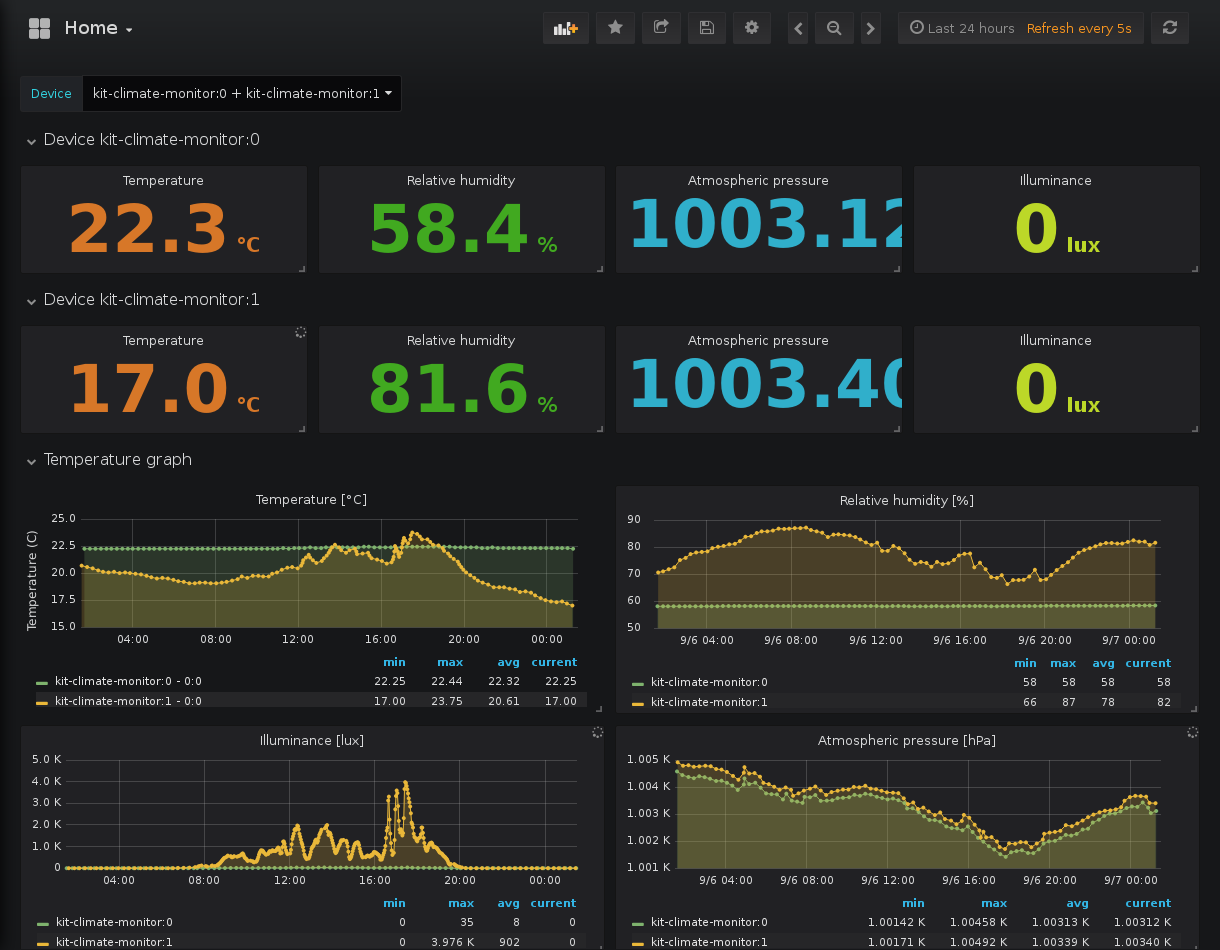 Home
Last 24 hours Refresh every 5s
Device kit-climate-monitor:0 + kit-climate-monitor:1
Device kit-climate-monitor:0
Temperature Relative humidity Atmospheric pressure Illuminance
22.3 °C 58.4 % 1003.12 0 lux
Device kit-climate-monitor:1
Temperature Relative humidity Atmospheric pressure Illuminance
17.0 °C 81.6 % 1003.40 0 lux
Temperature graph
Temperature [°C]
Temperature (C)
25.0
22.5
20.0
17.5
15.0
04:00 08:00 12:00 16:00 20:00 00:00
min max avg current
kit-climate-monitor:0 - 0:0 22.25 22.44 22.32 22.25
kit-climate-monitor:1 - 0:0 17.00 23.75 20.61 17.00
Relative humidity [%]
90
80
70
60
50
9/6 04:00 9/6 08:00 9/6 12:00 9/6 16:00 9/6 20:00 9/7 00:00
min max avg current
kit-climate-monitor:0 58 58 58 58
kit-climate-monitor:1 66 87 78 82
Illuminance [lux]
5.0 K
4.0 K
3.0 K
2.0 K
1.0 K
0
04:00 08:00 12:00 16:00 20:00 00:00
min max avg current
kit-climate-monitor:0 0 35 8 0
kit-climate-monitor:1 0 3.976 K 902 0
Atmospheric pressure [hPa]
1.005 K
1.004 K
1.003 K
1.002 K
1.001 K
9/6 04:00 9/6 08:00 9/6 12:00 9/6 16:00 9/6 20:00 9/7 00:00
min max avg current
kit-climate-monitor:0 1.00142 K 1.00458 K 1.00313 K 1.00312 K
kit-climate-monitor:1 1.00171 K 1.00492 K 1.00339 K 1.00340 K